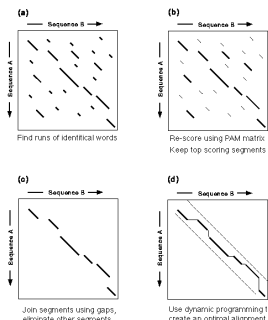 (a)
Sequence B
Sequence A
Find runs of identical words
(b)
Sequence B
Sequence A
Re-score using PAM matrix
Keep top scoring segments
(c)
Sequence B
Sequence A
Join segments using gaps,
eliminate other segments
(d)
Sequence B
Sequence A
Use dynamic programming t
create an optimal alignment